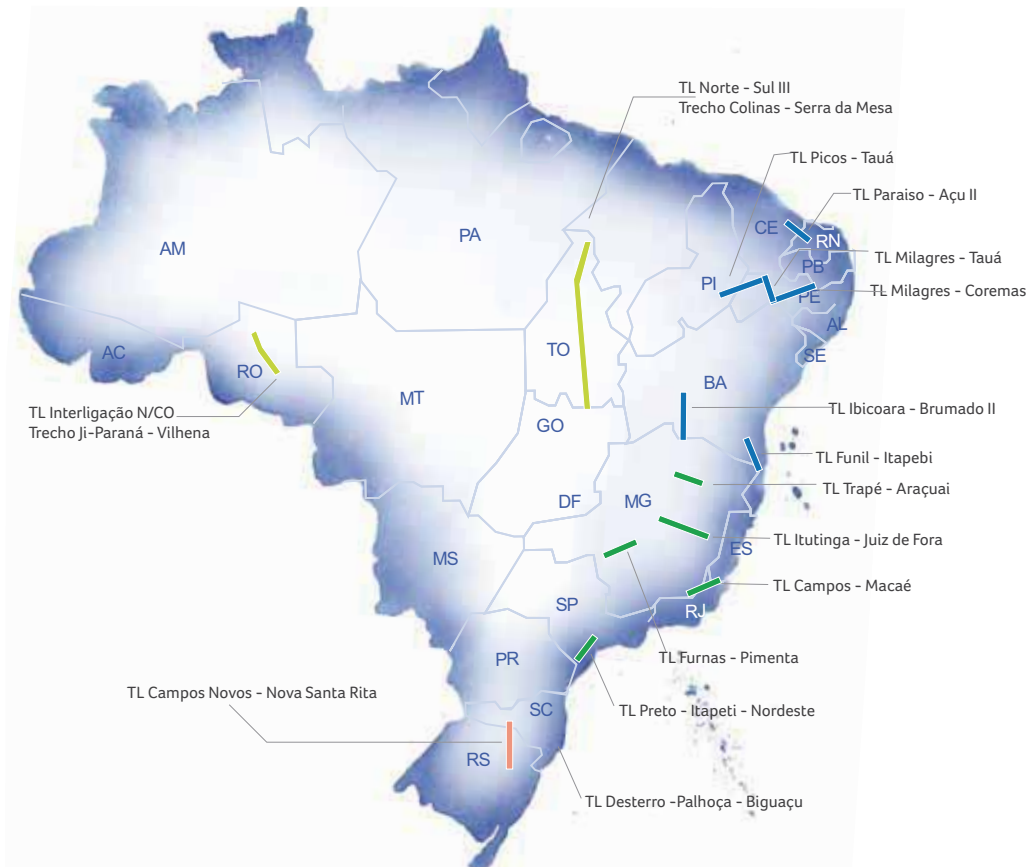 TL Norte - Sul III
Trecho Colinas - Serra da Mesa
TL Picos - Tauá
TL Paraiso - Açu II
CE
RN
PA
AM
TL Milagres - Tauá
PB
PI
TL Milagres - Coremas
PE
AL
TO
AC
SE
RO
BA
MT
TL Interligação N/CO
Trecho Ji-Paraná - Vilhena
TL Ibicoara - Brumado II
GO
TL Funil - Itapebi
TL Trapé - Araçuai
DF
MG
TL Itutinga - Juiz de Fora
ES
MS
TL Campos - Macaé
SP
RJ
PR
TL Furnas - Pimenta
TL Campos Novos - Nova Santa Rita
SC
TL Preto - Itapeti - Nordeste
RS
TL Desterro -Palhoça - Biguaçu